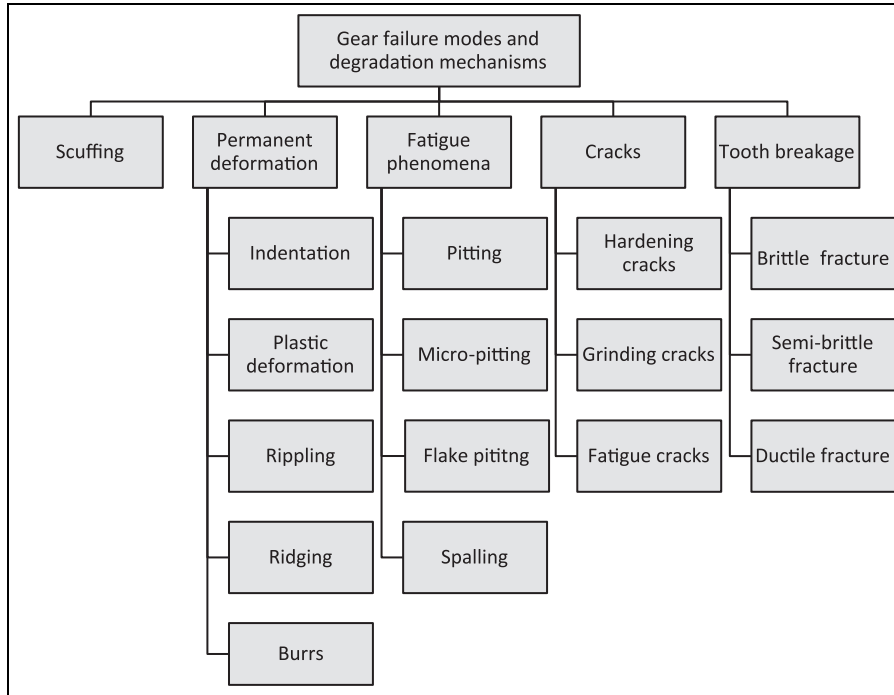 Gear failure modes and
degradation mechanisms
Scuffing
Permanent
deformation
Fatigue
phenomena
Cracks
Tooth breakage
Indentation
Plastic
deformation
Rippling
Ridging
Burrs
Pitting
Micro-pitting
Flake pititng
Spalling
Hardening
cracks
Grinding cracks
Fatigue cracks
Brittle fracture
Semi-brittle
fracture
Ductile fracture